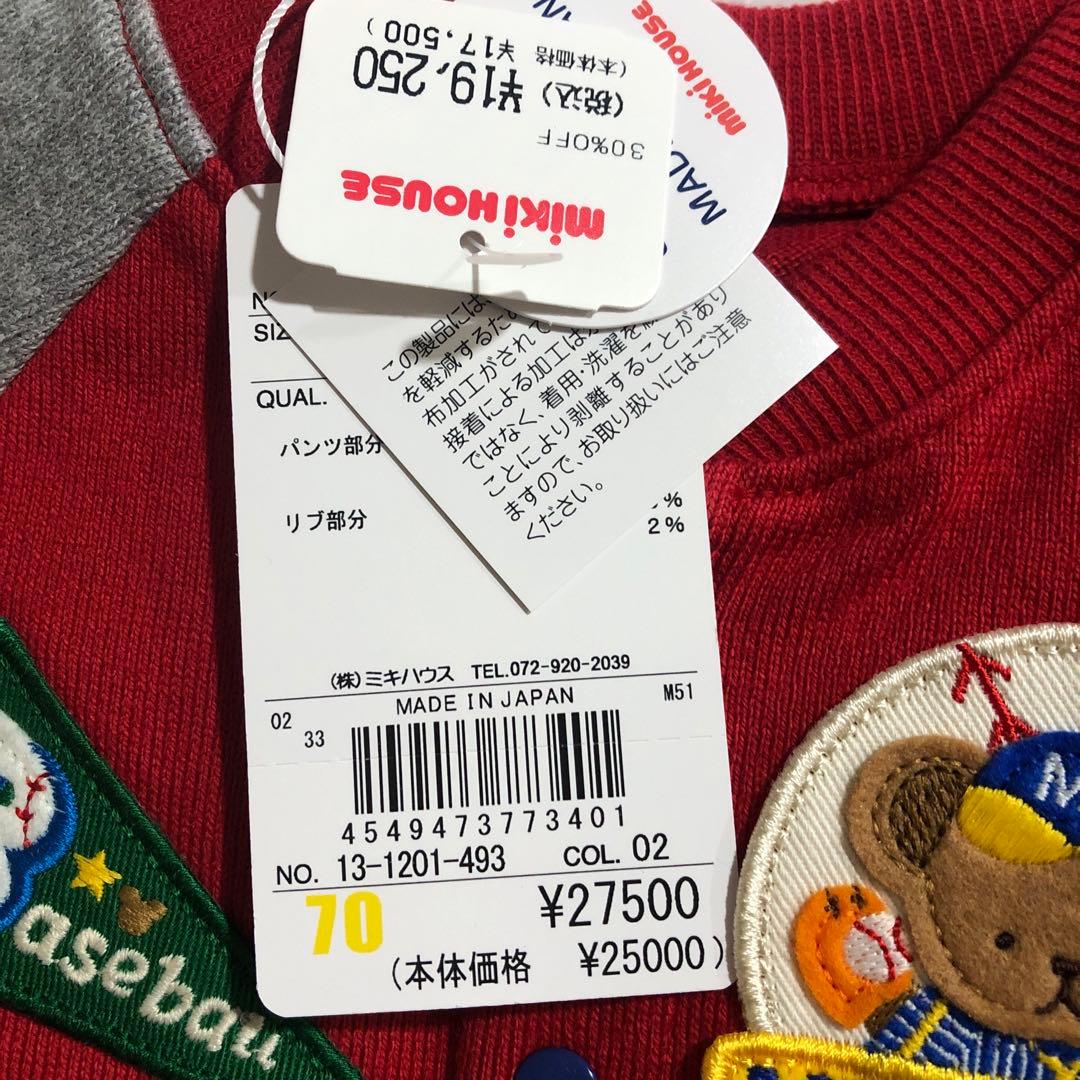 miki HOUSE
30%OFF
(税込) ¥19,250
(本体価格 ¥17,500)
miki HOUSE
この製品には
を軽減するため
布加工がされて
接着による加工は
ではなく、着用・洗濯を
ことにより剥離することがあり
ますので、お取り扱いにはご注意
ください。
QUAL.
パンツ部分
リブ部分
%
2%
(株)ミキハウス TEL.072-920-2039
MADE IN JAPAN
M51
02
33
4549473773401
NO. 13-1201-493 COL. 02
70 ¥27500
(本体価格 ¥25000)
aseball
M